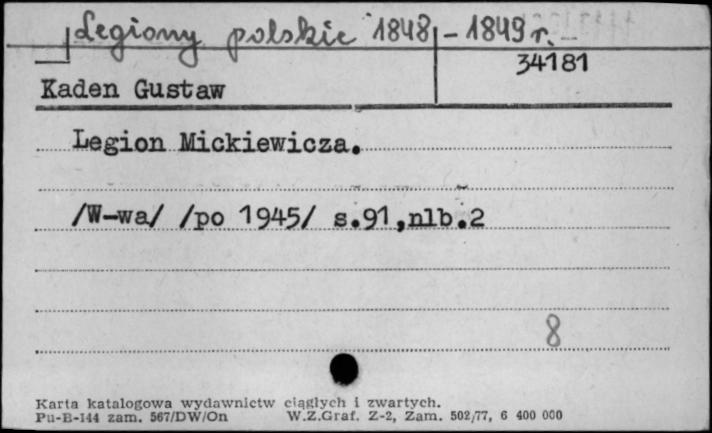 Legiony polskie 1848 - 1849 r.
34181
Kaden Gustaw
Legion Mickiewicza.
/W-wa/ /po 1945/ s.91,nlb.2
8
Karta katalogowa wydawnictw ciągłych i zwartych.
Pu-B-144 zam. 567/DW/On W.Z.Graf. Z-2, Zam. 502/77, 6 400 000